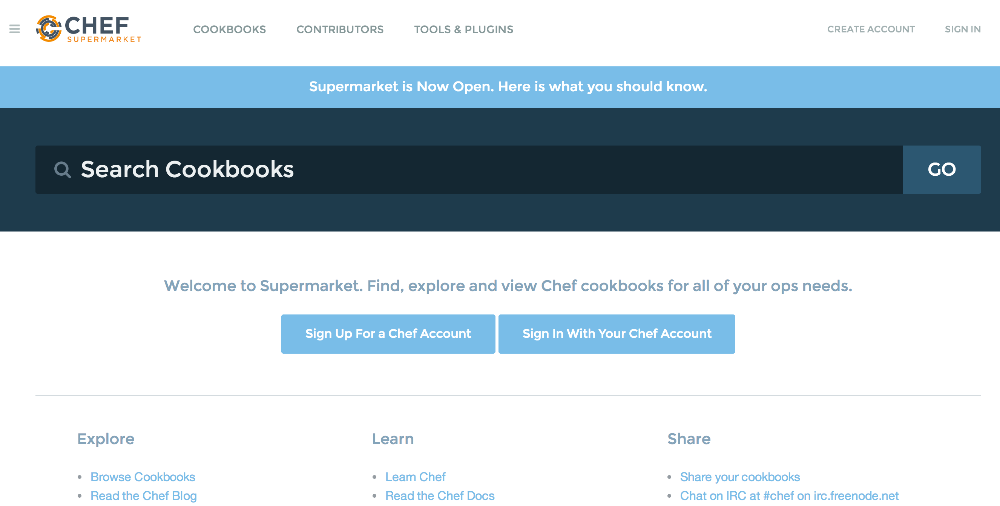 CHEF
SUPERMARKET
COOKBOOKS CONTRIBUTORS TOOLS & PLUGINS CREATE ACCOUNT SIGN IN
Supermarket is Now Open. Here is what you should know.
Search Cookbooks GO
Welcome to Supermarket. Find, explore and view Chef cookbooks for all of your ops needs.
Sign Up For a Chef Account Sign In With Your Chef Account
Explore
• Browse Cookbooks
• Read the Chef Blog
Learn
• Learn Chef
• Read the Chef Docs
Share
• Share your cookbooks
• Chat on IRC at #chef on irc.freenode.net